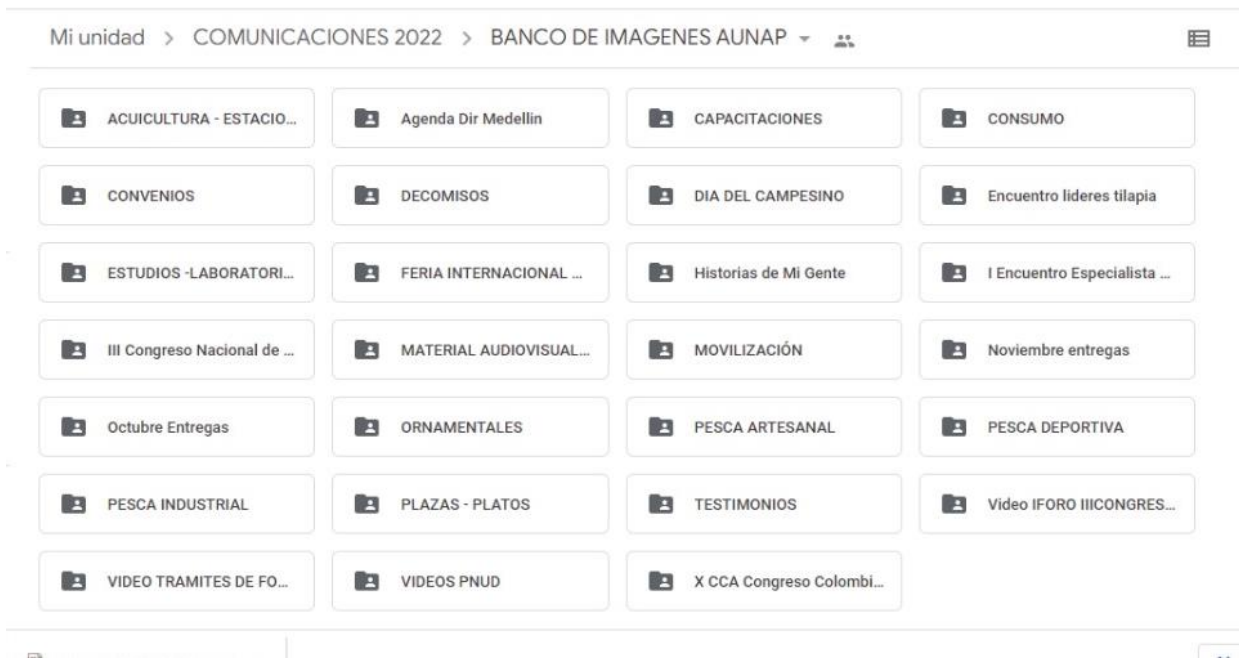 Mi unidad > COMUNICACIONES 2022 > BANCO DE IMAGENES AUNAP
ACUICULTURA - ESTACIO...
Agenda Dir Medellin
CAPACITACIONES
CONSUMO
CONVENIOS
DECOMISOS
DIA DEL CAMPESINO
Encuentro lideres tilapia
ESTUDIOS -LABORATORI...
FERIA INTERNACIONAL ...
Historias de Mi Gente
I Encuentro Especialista ...
III Congreso Nacional de ...
MATERIAL AUDIOVISUAL...
MOVILIZACIÓN
Noviembre entregas
Octubre Entregas
ORNAMENTALES
PESCA ARTESANAL
PESCA DEPORTIVA
PESCA INDUSTRIAL
PLAZAS - PLATOS
TESTIMONIOS
Video IFORO IIICONGRES...
VIDEO TRAMITES DE FO...
VIDEOS PNUD
X CCA Congreso Colombi...